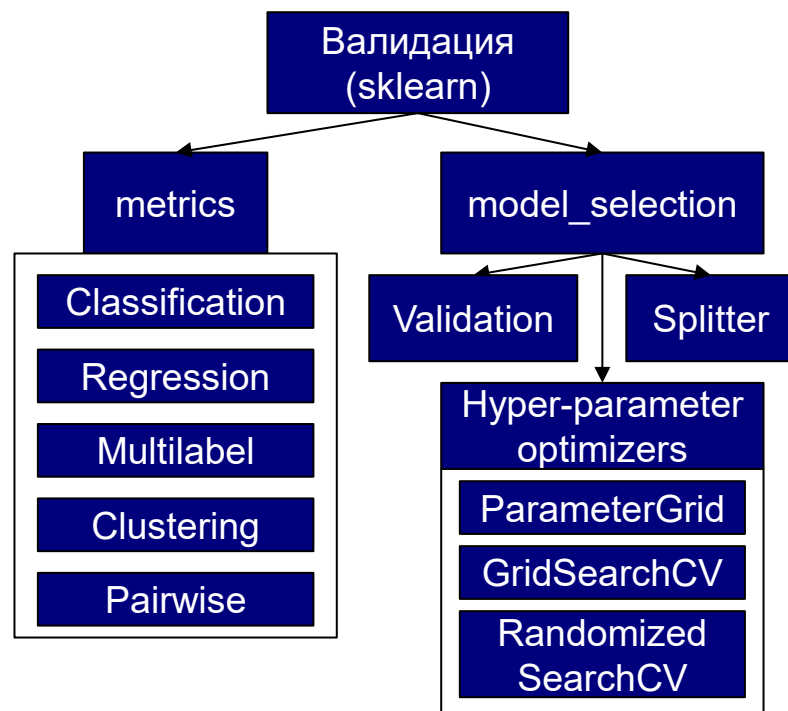 Валидация
(sklearn)
metrics
model_selection
Classification
Regression
Multilabel
Clustering
Pairwise
Validation
Splitter
Hyper-parameter
optimizers
ParameterGrid
GridSearchCV
Randomized
SearchCV